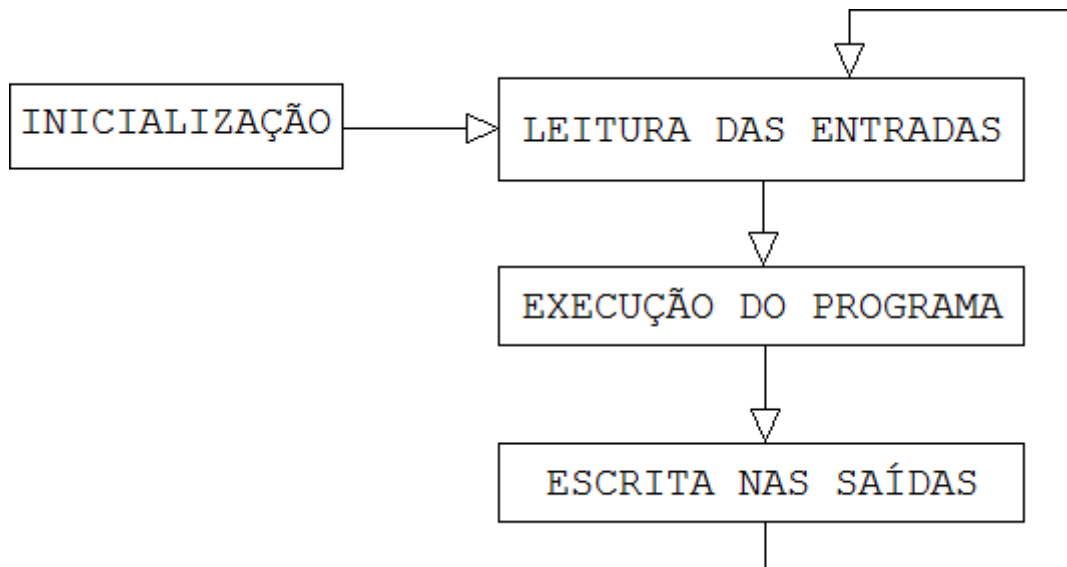 INICIALIZAÇÃO
LEITURA DAS ENTRADAS
EXECUÇÃO DO PROGRAMA
ESCRITA NAS SAÍDAS